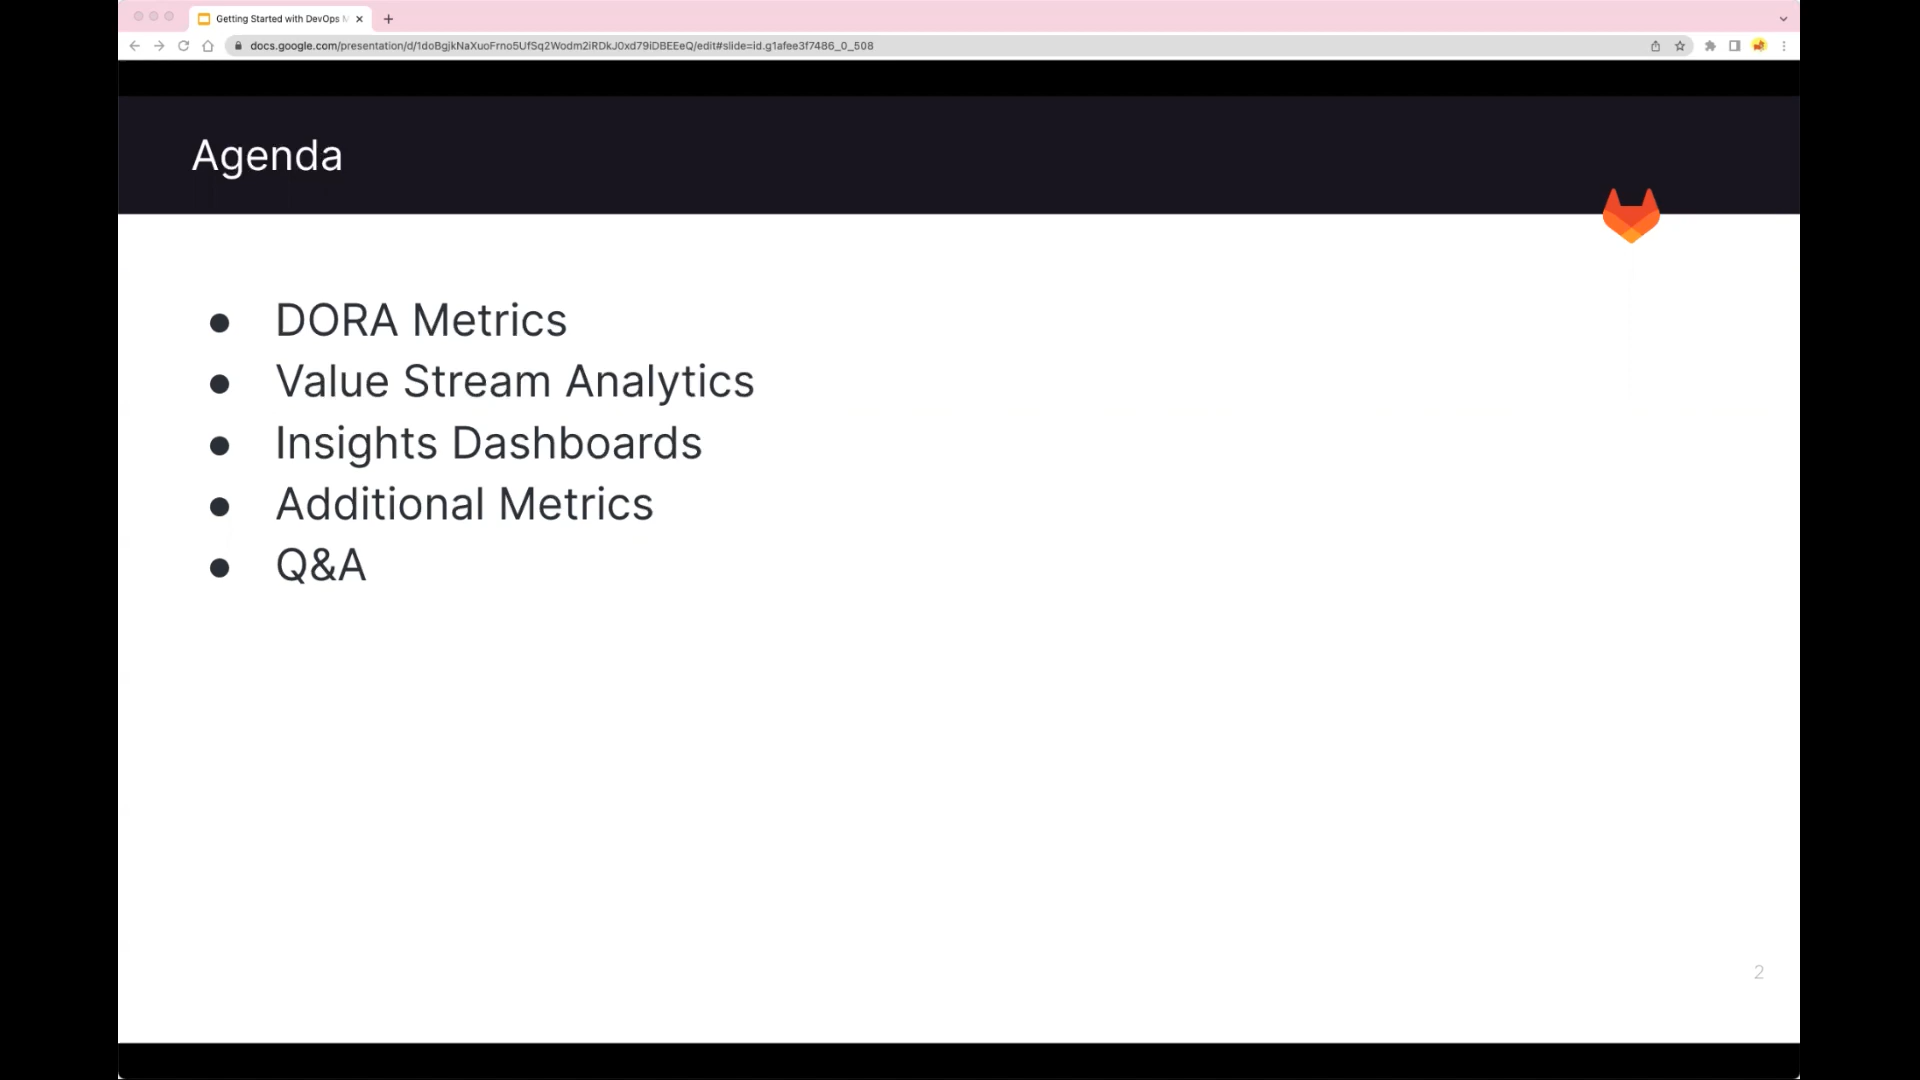 Getting Started with DevOps M
docs.google.com/presentation/d/1doBgjkNaXuoFrno5UfSq2Wodm2iRDkJ0xd79iDBEEeQ/edit#slide=id.g1afee3f7486_0_508
Agenda
● DORA Metrics
● Value Stream Analytics
● Insights Dashboards
● Additional Metrics
● Q&A
2